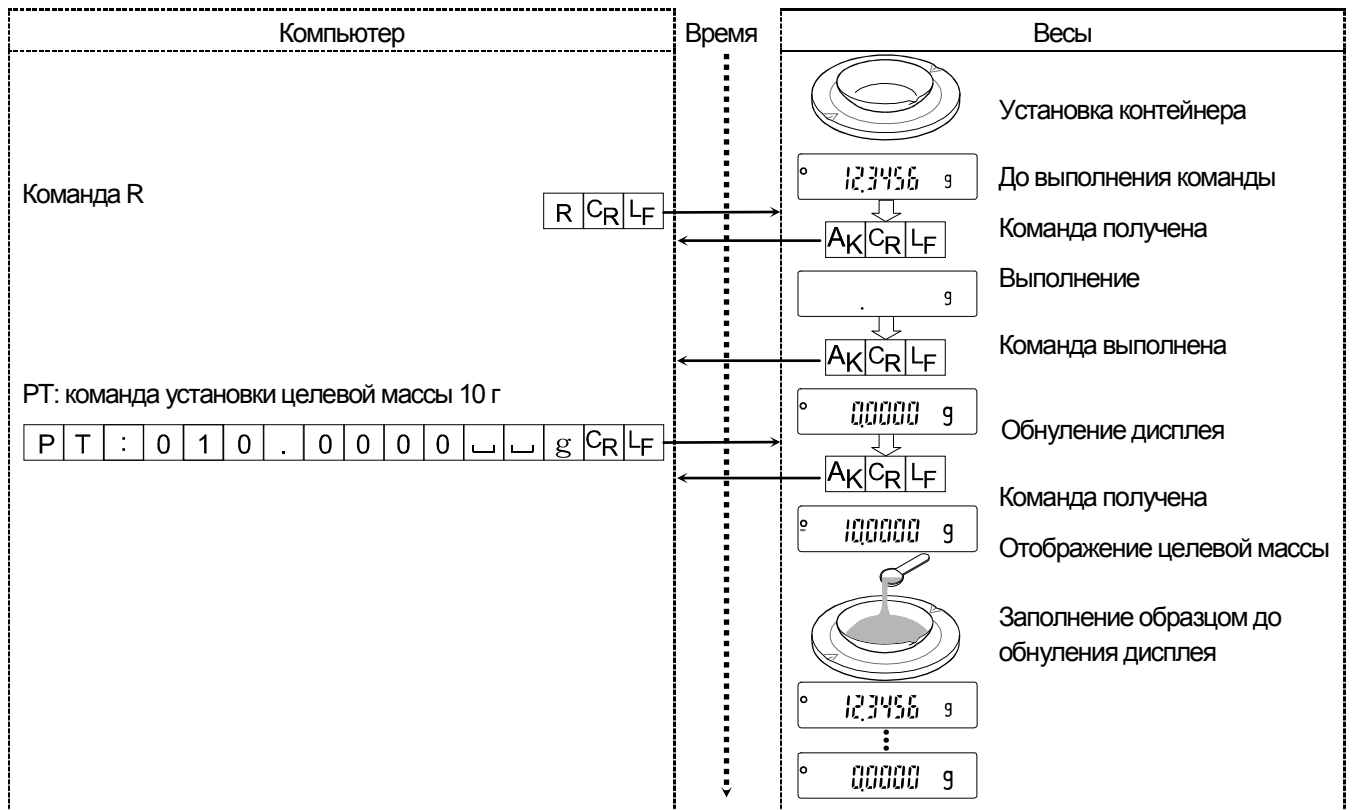 Компьютер Время Весы
Установка контейнера
12.3456 g До выполнения команды
Команда R
R CR LF
AK CR LF Команда получена
. g Выполнение
AK CR LF Команда выполнена
PT: команда установки целевой массы 10 г
0.0000 g
P T : 0 1 0 . 0 0 0 0 ⎵ ⎵ g CR LF Обнуление дисплея
AK CR LF
Команда получена
10.0000 g
Отображение целевой массы
Заполнение образцом до
обнуления дисплея
12.3456 g
0.0000 g